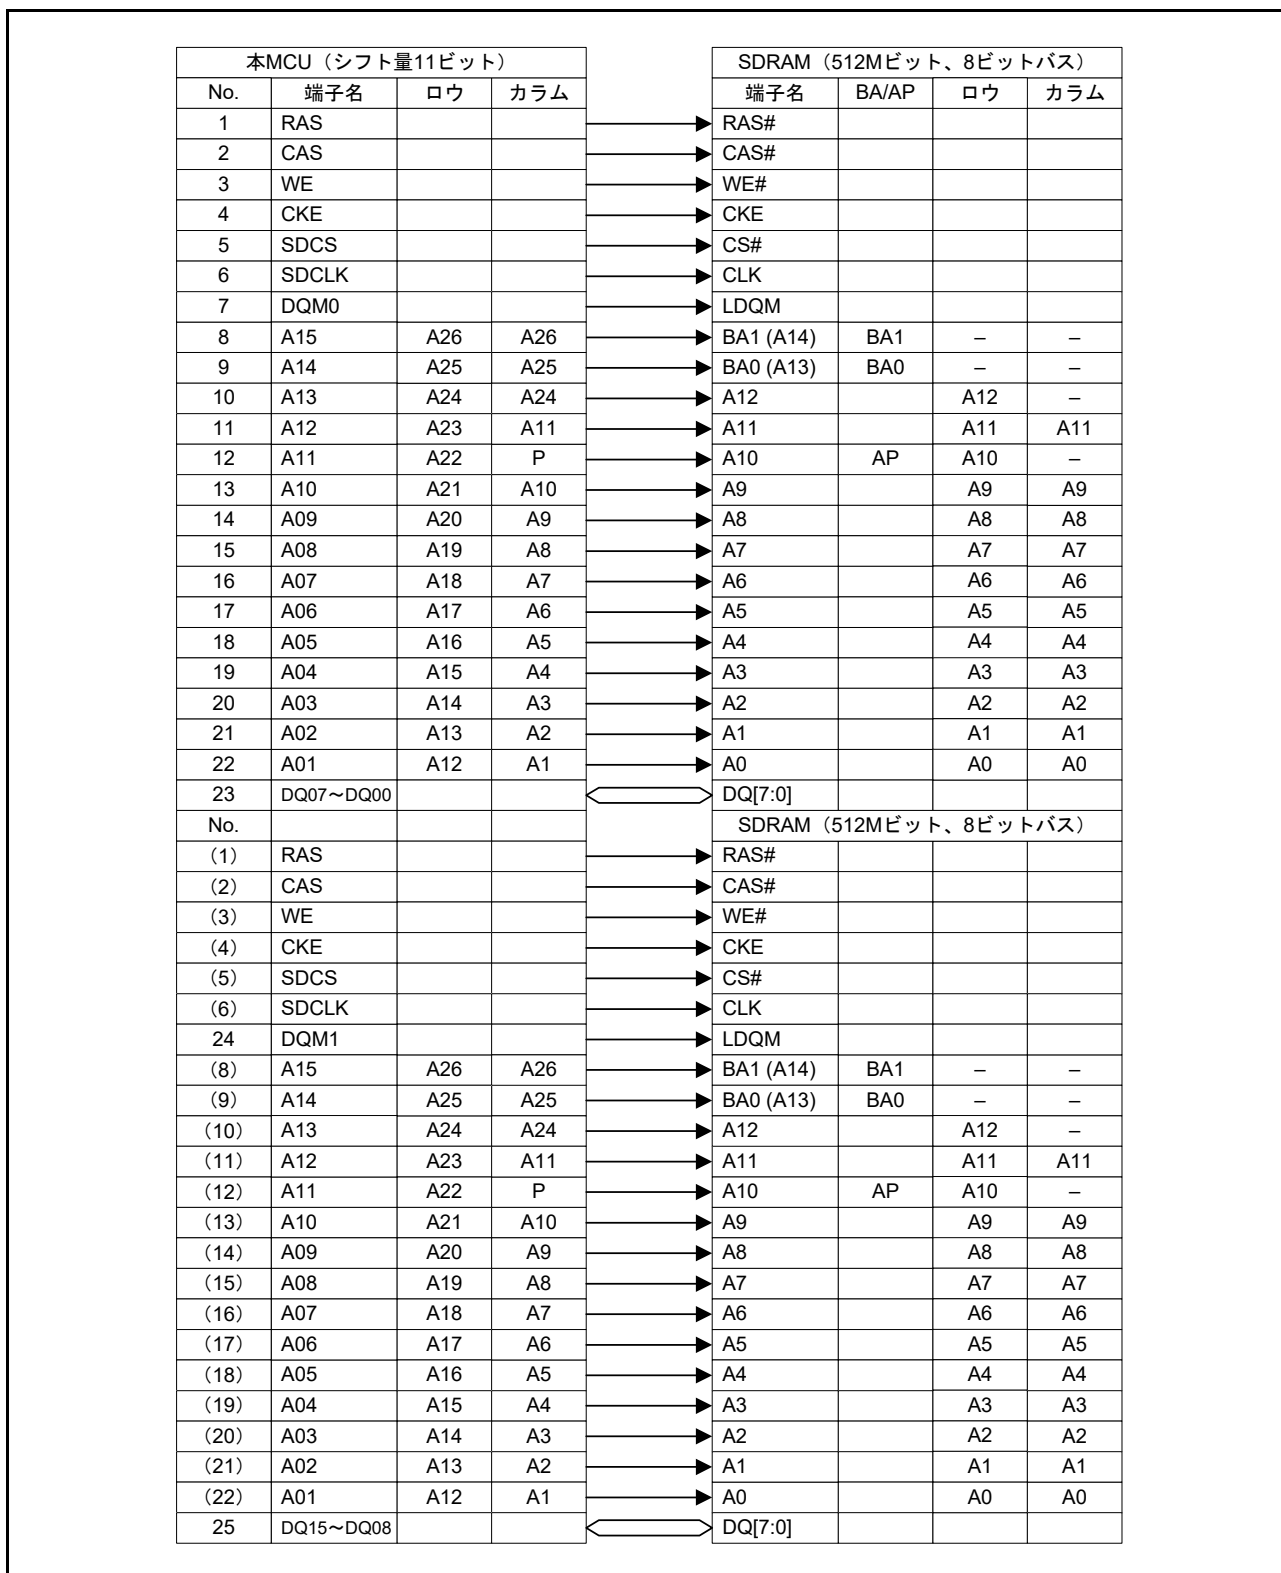 本MCU（シフト量11ビット） SDRAM（512Mビット、8ビットバス）
No. 端子名 ロウ カラム 端子名 BA/AP ロウ カラム
1 RAS RAS#
2 CAS CAS#
3 WE WE#
4 CKE CKE
5 SDCS CS#
6 SDCLK CLK
7 DQM0 LDQM
8 A15 A26 A26 BA1 (A14) BA1 – –
9 A14 A25 A25 BA0 (A13) BA0 – –
10 A13 A24 A24 A12 A12 –
11 A12 A23 A11 A11 A11 A11
12 A11 A22 P A10 AP A10 –
13 A10 A21 A10 A9 A9 A9
14 A09 A20 A9 A8 A8 A8
15 A08 A19 A8 A7 A7 A7
16 A07 A18 A7 A6 A6 A6
17 A06 A17 A6 A5 A5 A5
18 A05 A16 A5 A4 A4 A4
19 A04 A15 A4 A3 A3 A3
20 A03 A14 A3 A2 A2 A2
21 A02 A13 A2 A1 A1 A1
22 A01 A12 A1 A0 A0 A0
23 DQ07～DQ00 DQ[7:0]
No. SDRAM（512Mビット、8ビットバス）
（1） RAS RAS#
（2） CAS CAS#
（3） WE WE#
（4） CKE CKE
（5） SDCS CS#
（6） SDCLK CLK
24 DQM1 LDQM
（8） A15 A26 A26 BA1 (A14) BA1 – –
（9） A14 A25 A25 BA0 (A13) BA0 – –
（10） A13 A24 A24 A12 A12 –
（11） A12 A23 A11 A11 A11 A11
（12） A11 A22 P A10 AP A10 –
（13） A10 A21 A10 A9 A9 A9
（14） A09 A20 A9 A8 A8 A8
（15） A08 A19 A8 A7 A7 A7
（16） A07 A18 A7 A6 A6 A6
（17） A06 A17 A6 A5 A5 A5
（18） A05 A16 A5 A4 A4 A4
（19） A04 A15 A4 A3 A3 A3
（20） A03 A14 A3 A2 A2 A2
（21） A02 A13 A2 A1 A1 A1
（22） A01 A12 A1 A0 A0 A0
25 DQ15～DQ08 DQ[7:0]